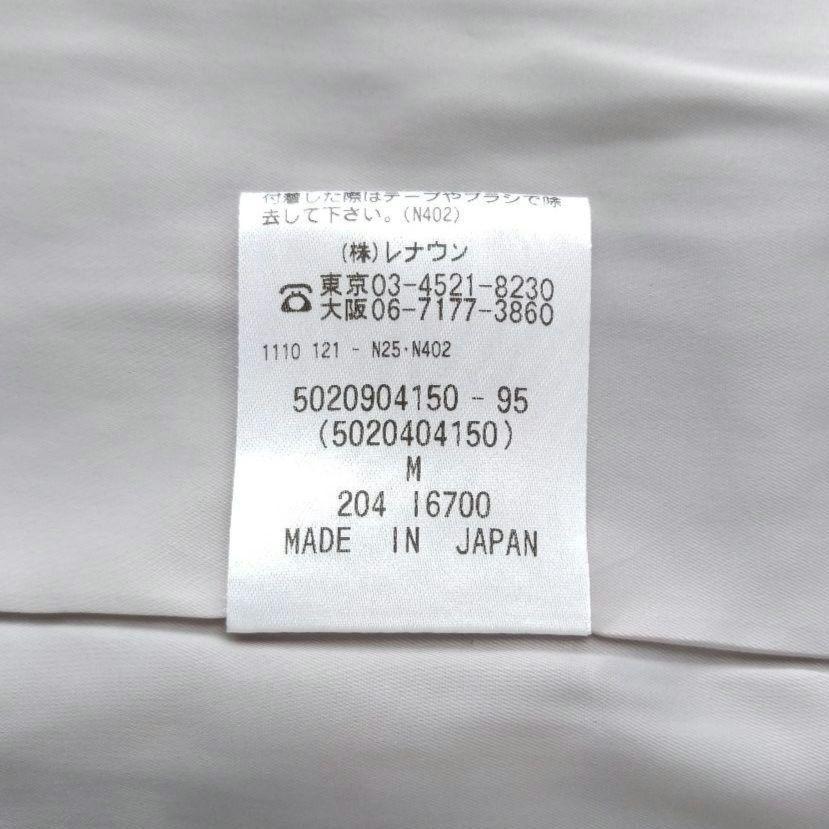 付着した際はテープやブラシで除
去して下さい。(N402)
(株)レナウン
☎東京03-4521-8230
大阪06-7177-3860
1110 121 - N25・N402
5020904150 - 95
(5020404150)
M
204 I6700
MADE IN JAPAN